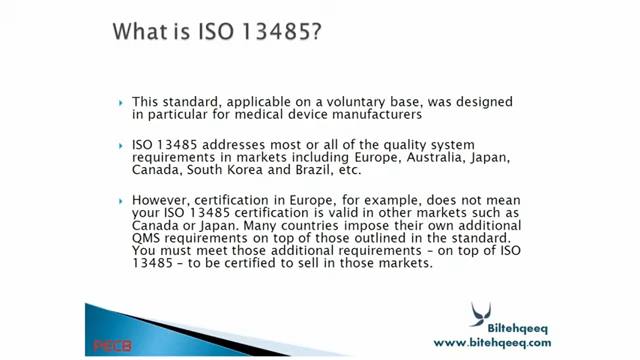 What is ISO 13485?
This standard, applicable on a voluntary base, was designed
in particular for medical device manufacturers
ISO 13485 addresses most or all of the quality system
requirements in markets including Europe, Australia, Japan,
Canada, South Korea and Brazil, etc.
However, certification in Europe, for example, does not mean
your ISO 13485 certification is valid in other markets such as
Canada or Japan. Many countries impose their own additional
QMS requirements on top of those outlined in the standard.
You must meet those additional requirements – on top of ISO
13485 – to be certified to sell in those markets.
PECB
Biltehqeeq
www.bitehqeeq.com